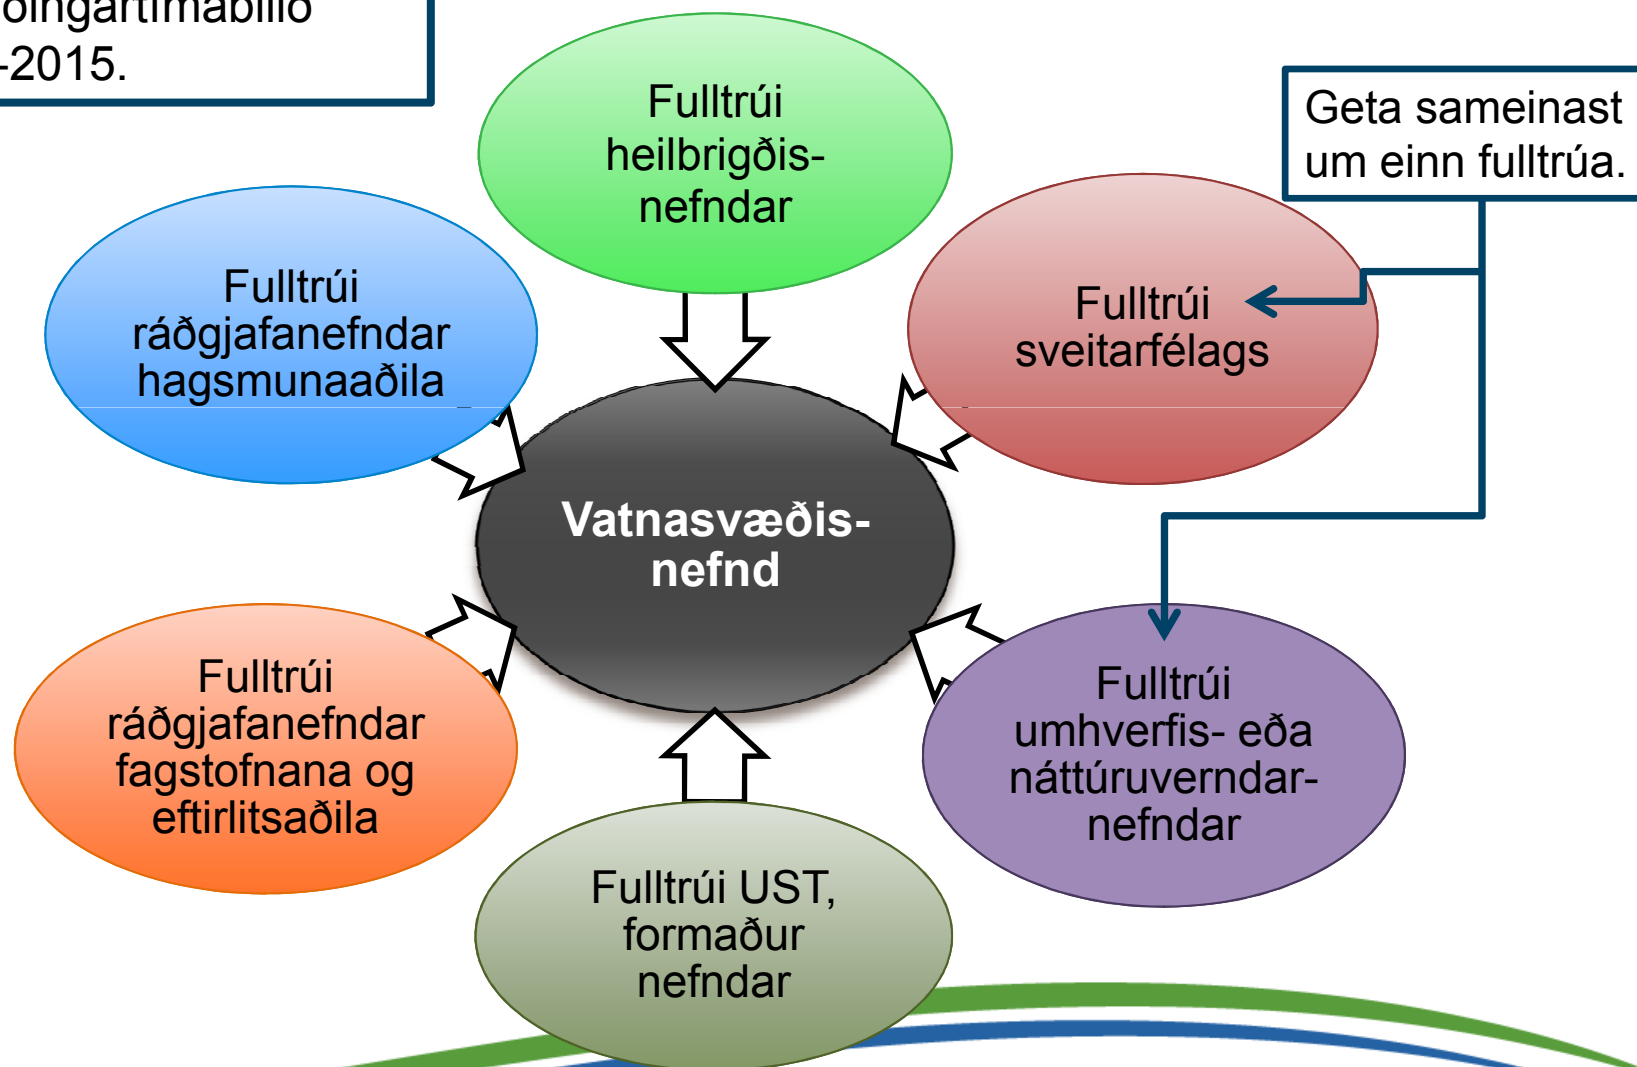 -2015.
Fulltrúi
heilbrigðis-
nefndar
Geta sameinast
um einn fulltrúa.
Fulltrúi
ráðgjafanefndar
hagsmunaaðila
Fulltrúi
sveitarfélags
Vatnasvæðis-
nefnd
Fulltrúi
ráðgjafanefndar
fagstofnana og
eftirlitsaðila
Fulltrúi
umhverfis- eða
náttúruverndar-
nefndar
Fulltrúi UST,
formaður
nefndar